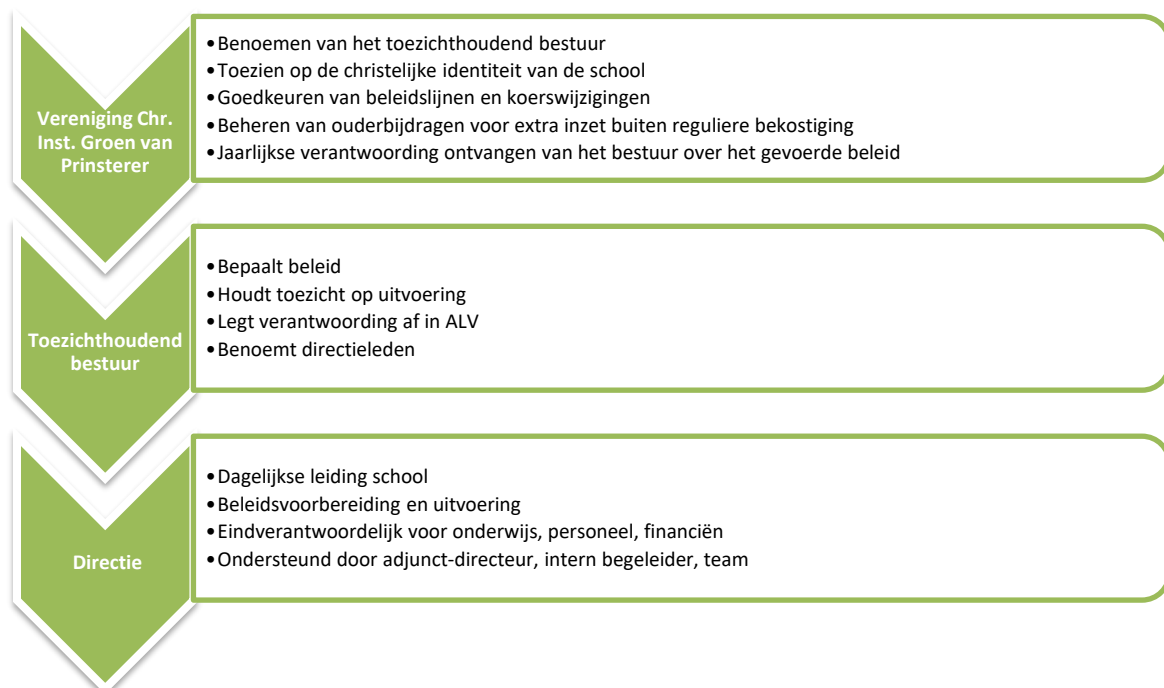 Vereniging Chr.
Inst. Groen van
Prinsterer
•Benoemen van het toezichthoudend bestuur
•Toezien op de christelijke identiteit van de school
•Goedkeuren van beleidslijnen en koerswijzigingen
•Beheren van ouderbijdragen voor extra inzet buiten reguliere bekostiging
•Jaarlijkse verantwoording ontvangen van het bestuur over het gevoerde beleid
Toezichthoudend
bestuur
•Bepaalt beleid
•Houdt toezicht op uitvoering
•Legt verantwoording af in ALV
•Benoemt directieleden
Directie
•Dagelijkse leiding school
•Beleidsvoorbereiding en uitvoering
•Eindverantwoordelijk voor onderwijs, personeel, financiën
•Ondersteund door adjunct-directeur, intern begeleider, team